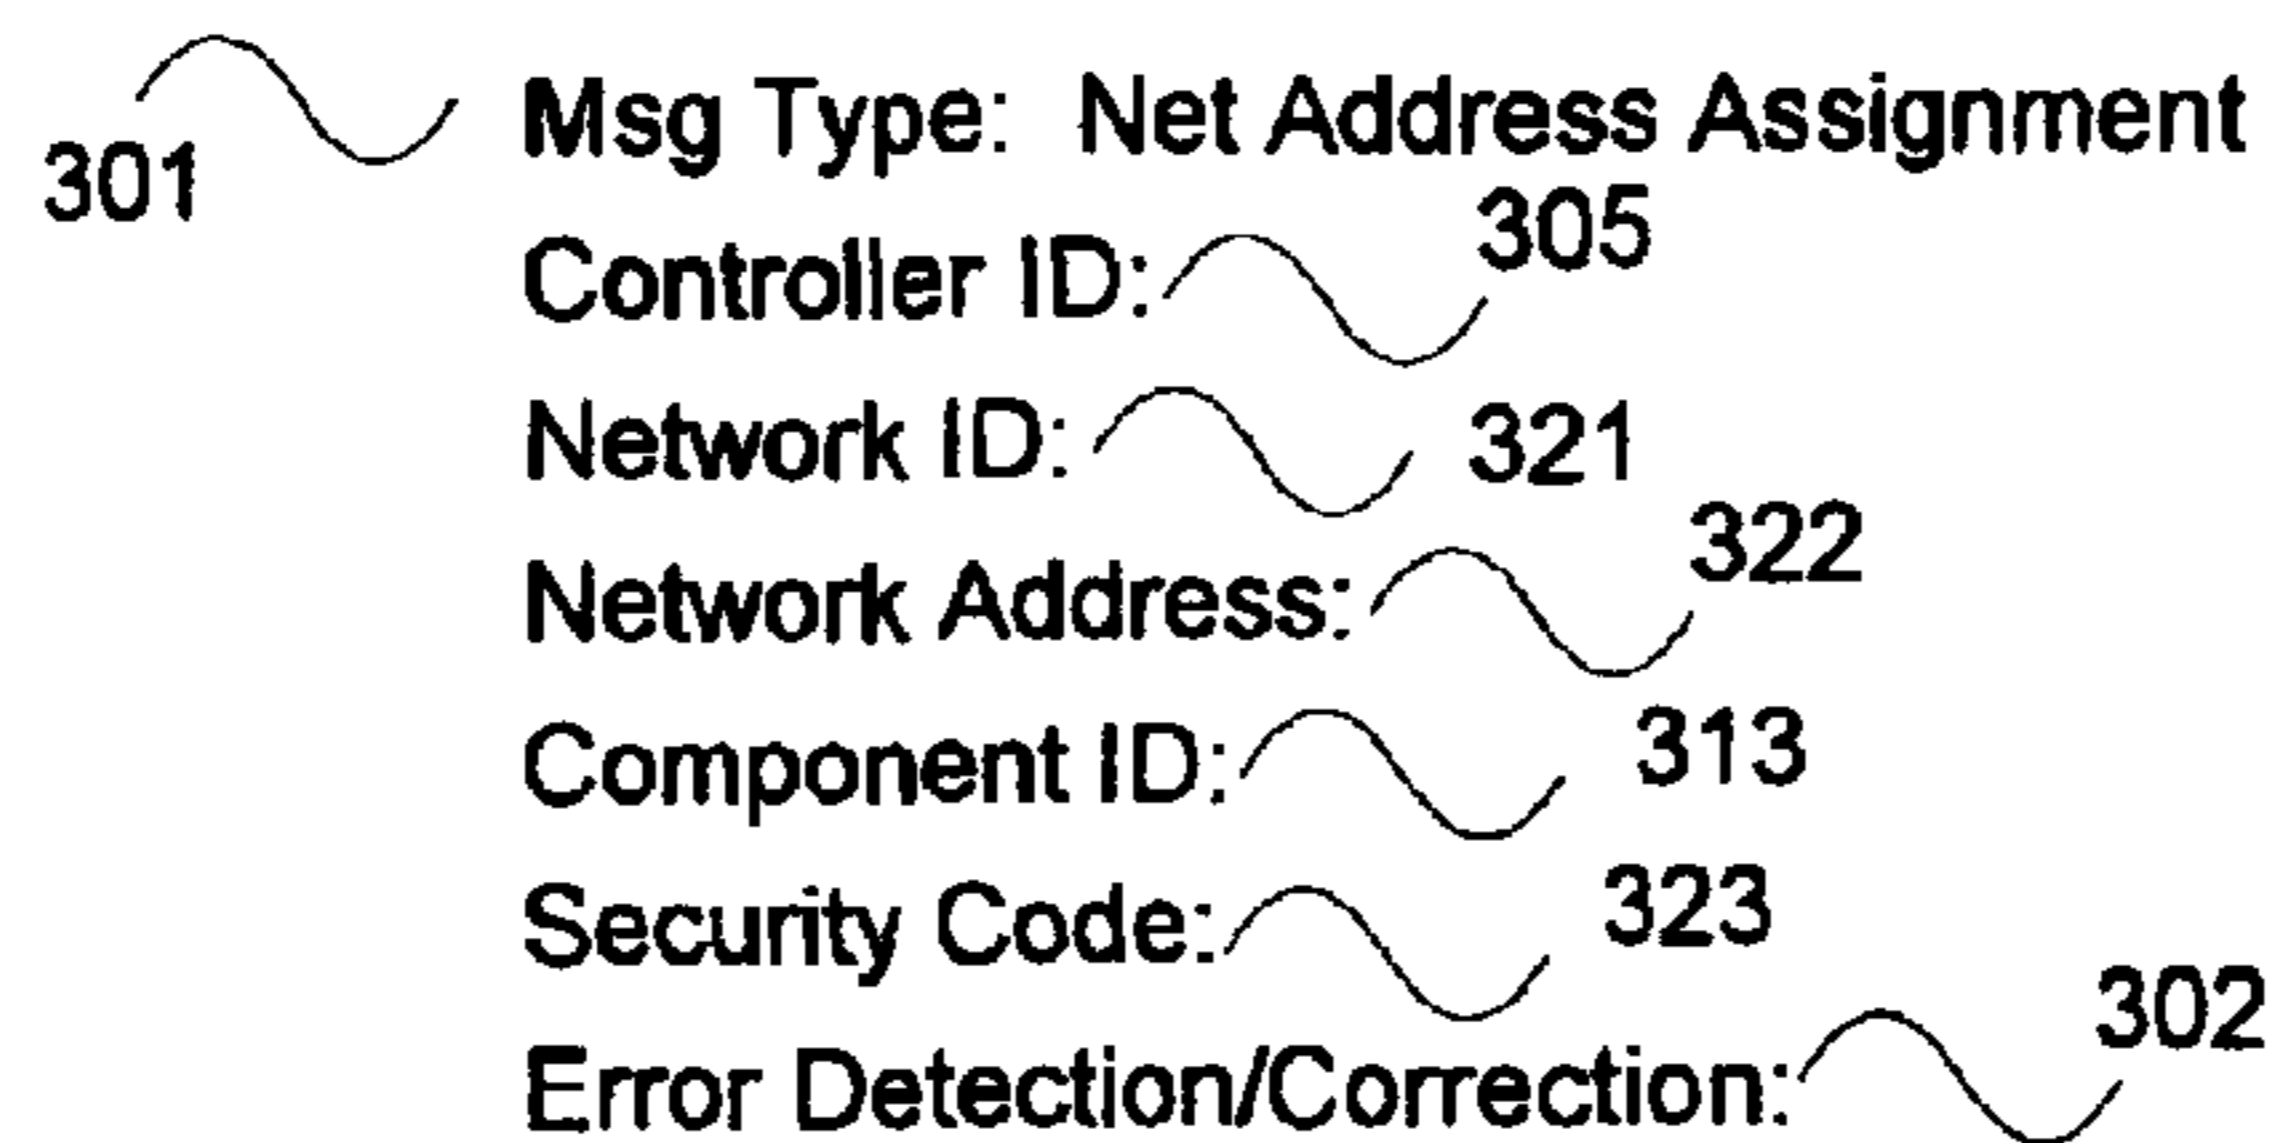 301 Msg Type: Net Address Assignment
Controller ID: 305
Network ID: 321
Network Address: 322
Component ID: 313
Security Code: 323
Error Detection/Correction: 302